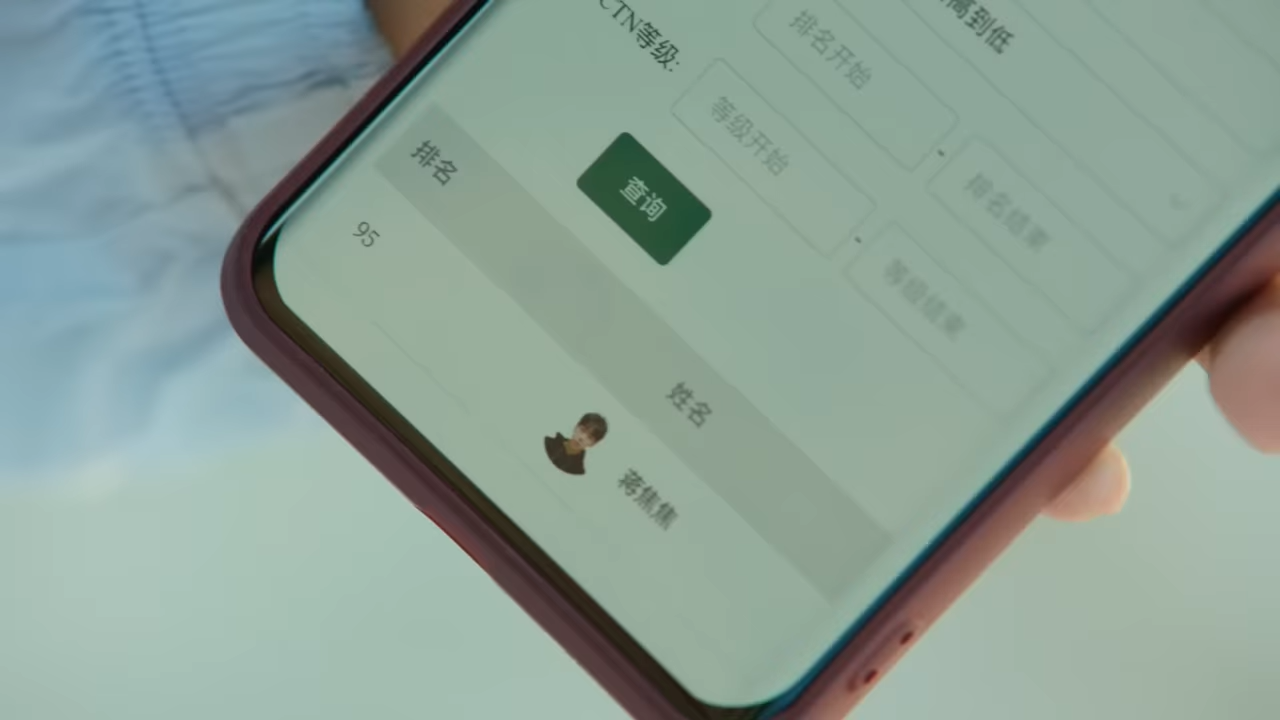 高到低
排名开始 - 排名结束
CTN等级: 等级开始 - 等级结束
查询
排名 姓名
95 蒋焦焦